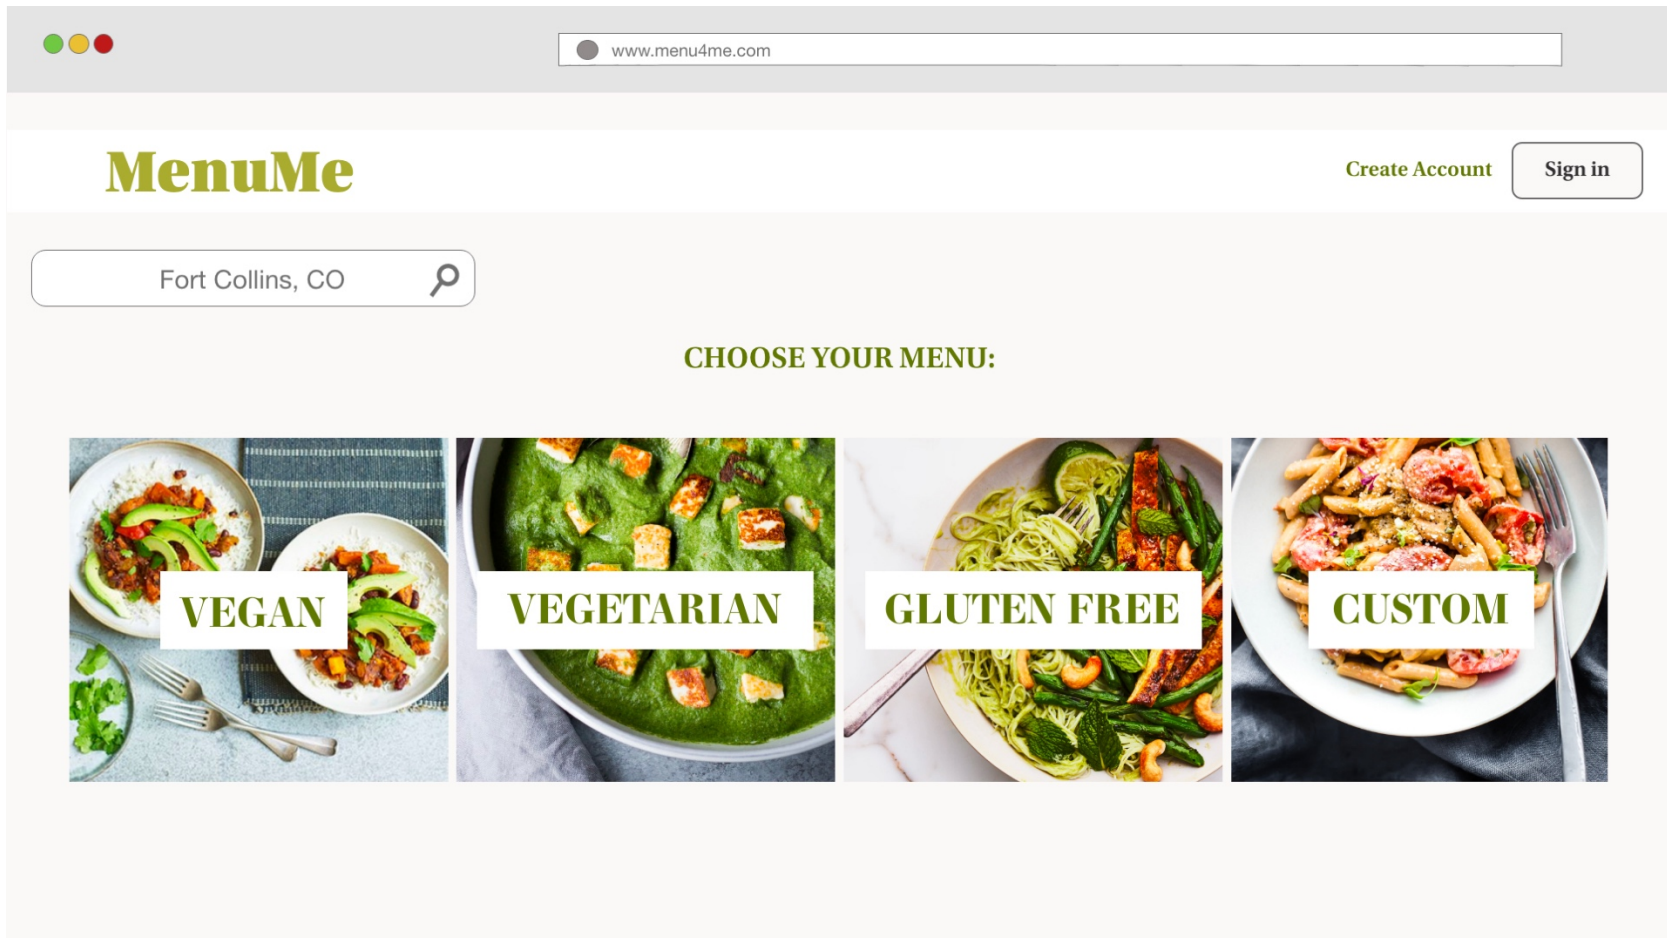 www.menu4me.com
MenuMe
Create Account
Sign in
Fort Collins, CO
CHOOSE YOUR MENU:
VEGAN
VEGETARIAN
GLUTEN FREE
CUSTOM